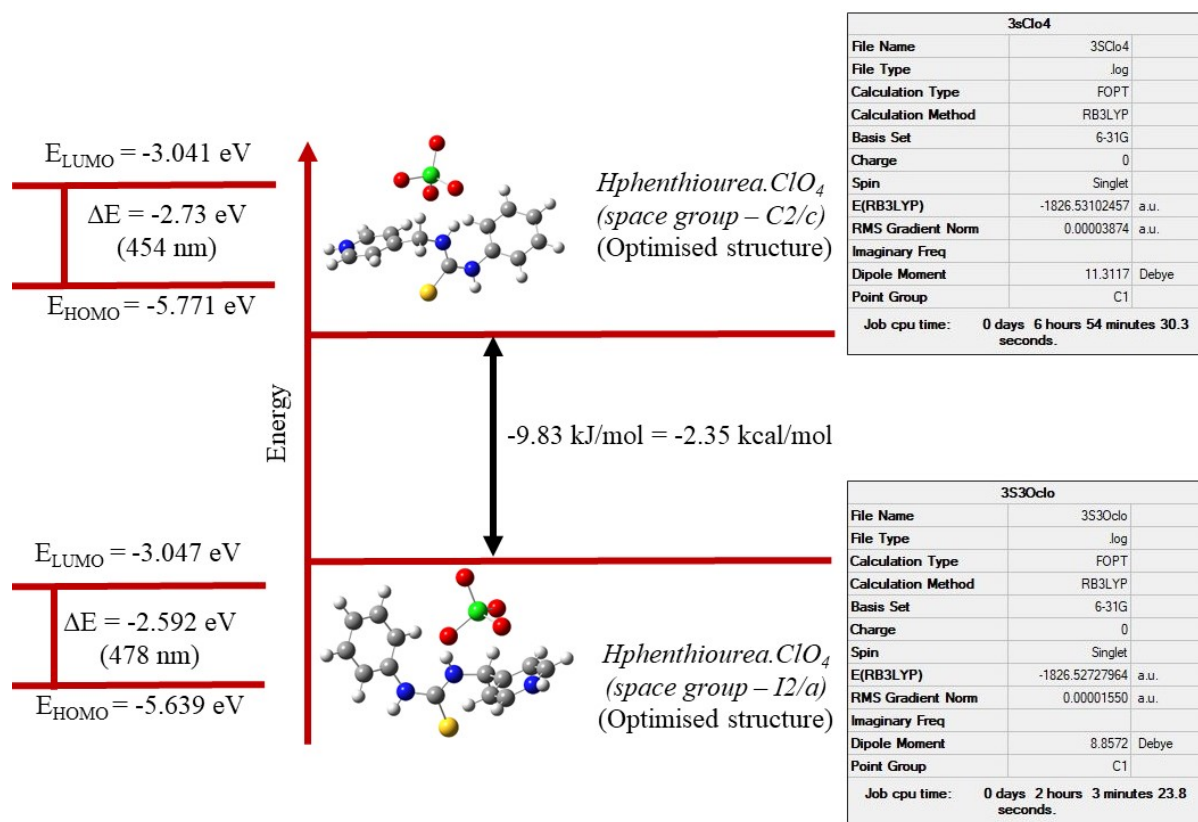 E_LUMO = -3.041 eV
ΔE = -2.73 eV
(454 nm)
E_HOMO = -5.771 eV
Hphenthiourea.ClO4
(space group – C2/c)
(Optimised structure)
3sClo4
File Name 3SClo4
File Type .log
Calculation Type FOPT
Calculation Method RB3LYP
Basis Set 6-31G
Charge 0
Spin Singlet
E(RB3LYP) -1826.53102457 a.u.
RMS Gradient Norm 0.00003874 a.u.
Imaginary Freq
Dipole Moment 11.3117 Debye
Point Group C1
Job cpu time: 0 days 6 hours 54 minutes 30.3
seconds.
Energy
-9.83 kJ/mol = -2.35 kcal/mol
E_LUMO = -3.047 eV
ΔE = -2.592 eV
(478 nm)
E_HOMO = -5.639 eV
Hphenthiourea.ClO4
(space group – I2/a)
(Optimised structure)
3S3Oclo
File Name 3S3Oclo
File Type .log
Calculation Type FOPT
Calculation Method RB3LYP
Basis Set 6-31G
Charge 0
Spin Singlet
E(RB3LYP) -1826.52727964 a.u.
RMS Gradient Norm 0.00001550 a.u.
Imaginary Freq
Dipole Moment 8.8572 Debye
Point Group C1
Job cpu time: 0 days 2 hours 3 minutes 23.8
seconds.